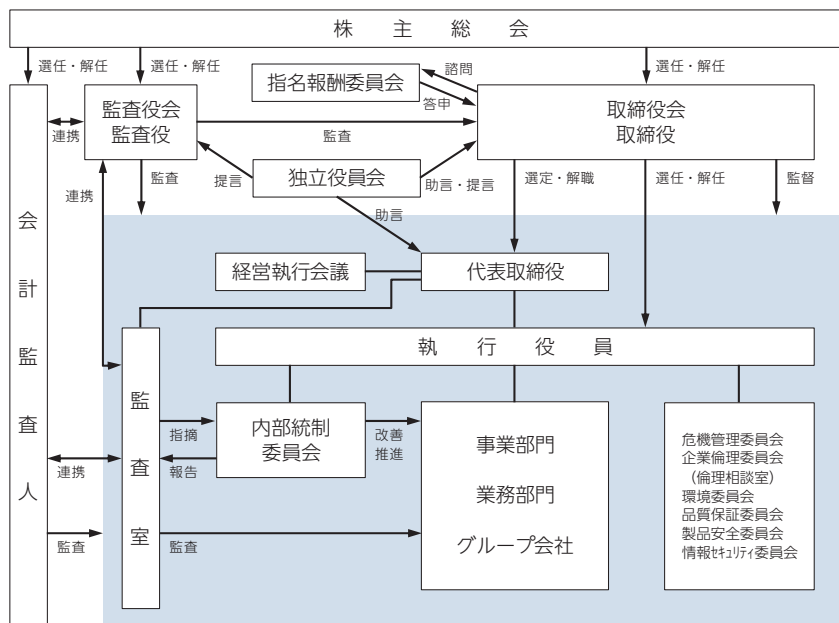 株主総会
選任・解任
選任・解任
選任・解任
指名報酬委員会
諮問
答申
監査役会
監査役
取締役会
取締役
連携
監査
独立役員会
提言
助言・提言
監査
連携
選定・解職
選任・解任
監督
助言
会計監査人
経営執行会議
代表取締役
執行役員
監査室
指摘
報告
内部統制
委員会
改善
推進
事業部門
業務部門
グループ会社
危機管理委員会
企業倫理委員会
(倫理相談室)
環境委員会
品質保証委員会
製品安全委員会
情報ｾｷｭﾘﾃｨ委員会
連携
監査
監査